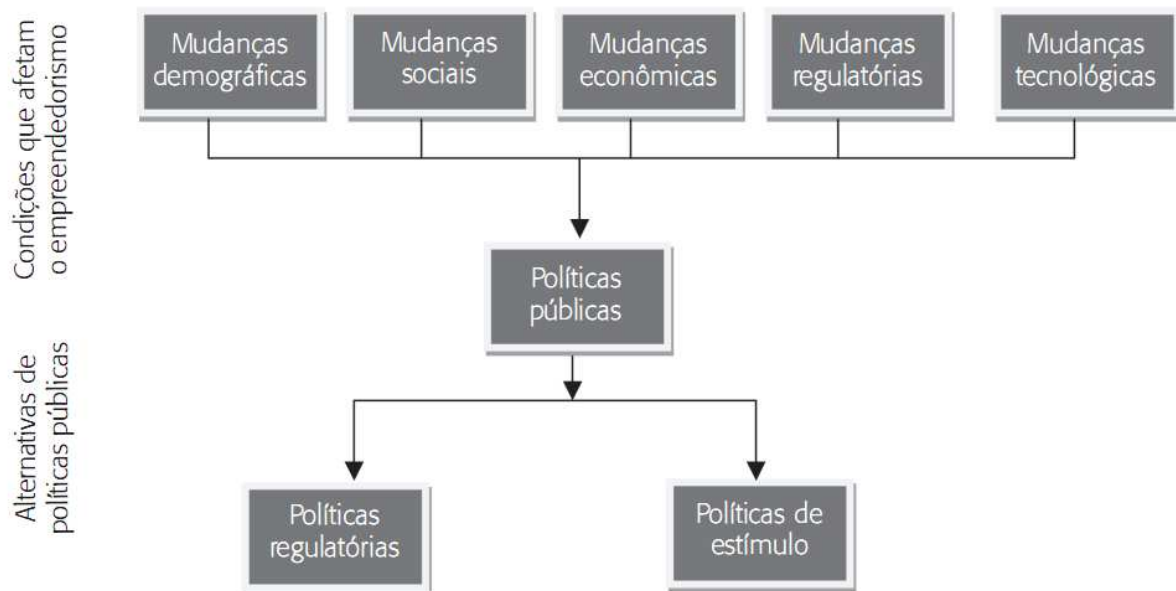 Condições que afetam
o empreendedorismo
Mudanças
demográficas
Mudanças
sociais
Mudanças
econômicas
Mudanças
regulatórias
Mudanças
tecnológicas
Políticas
públicas
Alternativas de
políticas públicas
Políticas
regulatórias
Políticas de
estímulo